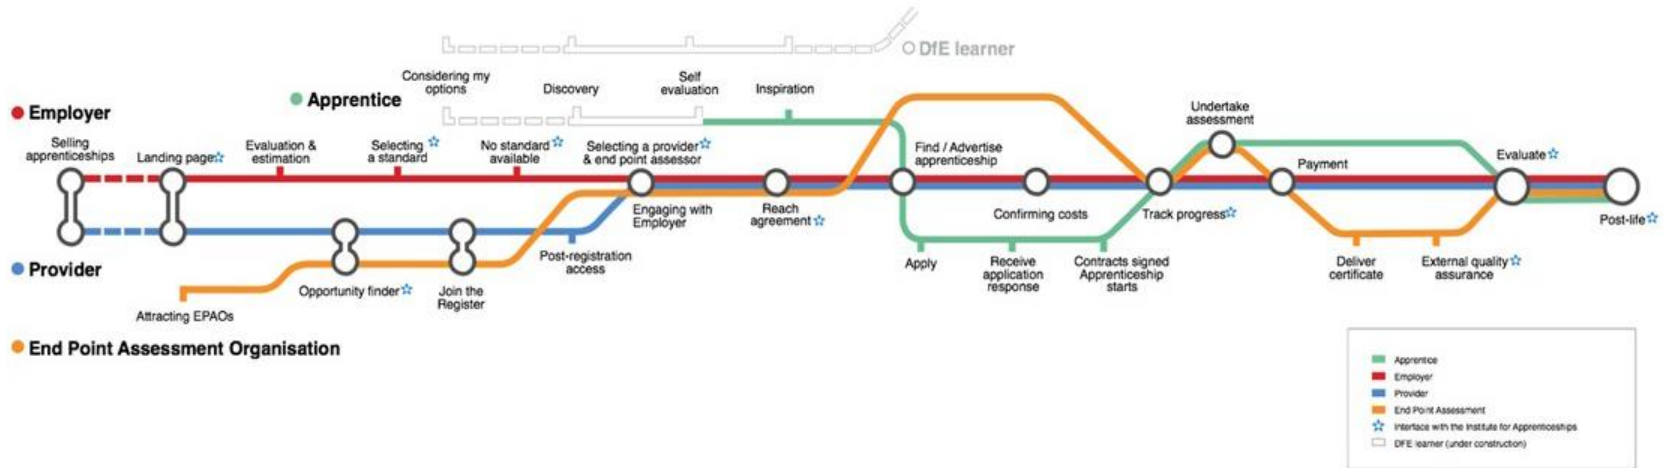 DfE learner
Considering my
options
Discovery
Self
evaluation
Inspiration
Apprentice
Employer
Selling
apprenticeships
Landing page
Evaluation &
estimation
Selecting
a standard
No standard
available
Selecting a provider
& end point assessor
Find / Advertise
apprenticeship
Undertake
assessment
Payment
Evaluate
Engaging with
Employer
Reach
agreement
Confirming costs
Track progress
Post-life
Provider
Post-registration
access
Apply
Receive
application
response
Contracts signed
Apprenticeship
starts
Deliver
certificate
External quality
assurance
Opportunity finder
Join the
Register
Attracting EPAOs
End Point Assessment Organisation
Apprentice
Employer
Provider
End Point Assessment
Interface with the Institute for Apprenticeships
DFE learner (under construction)